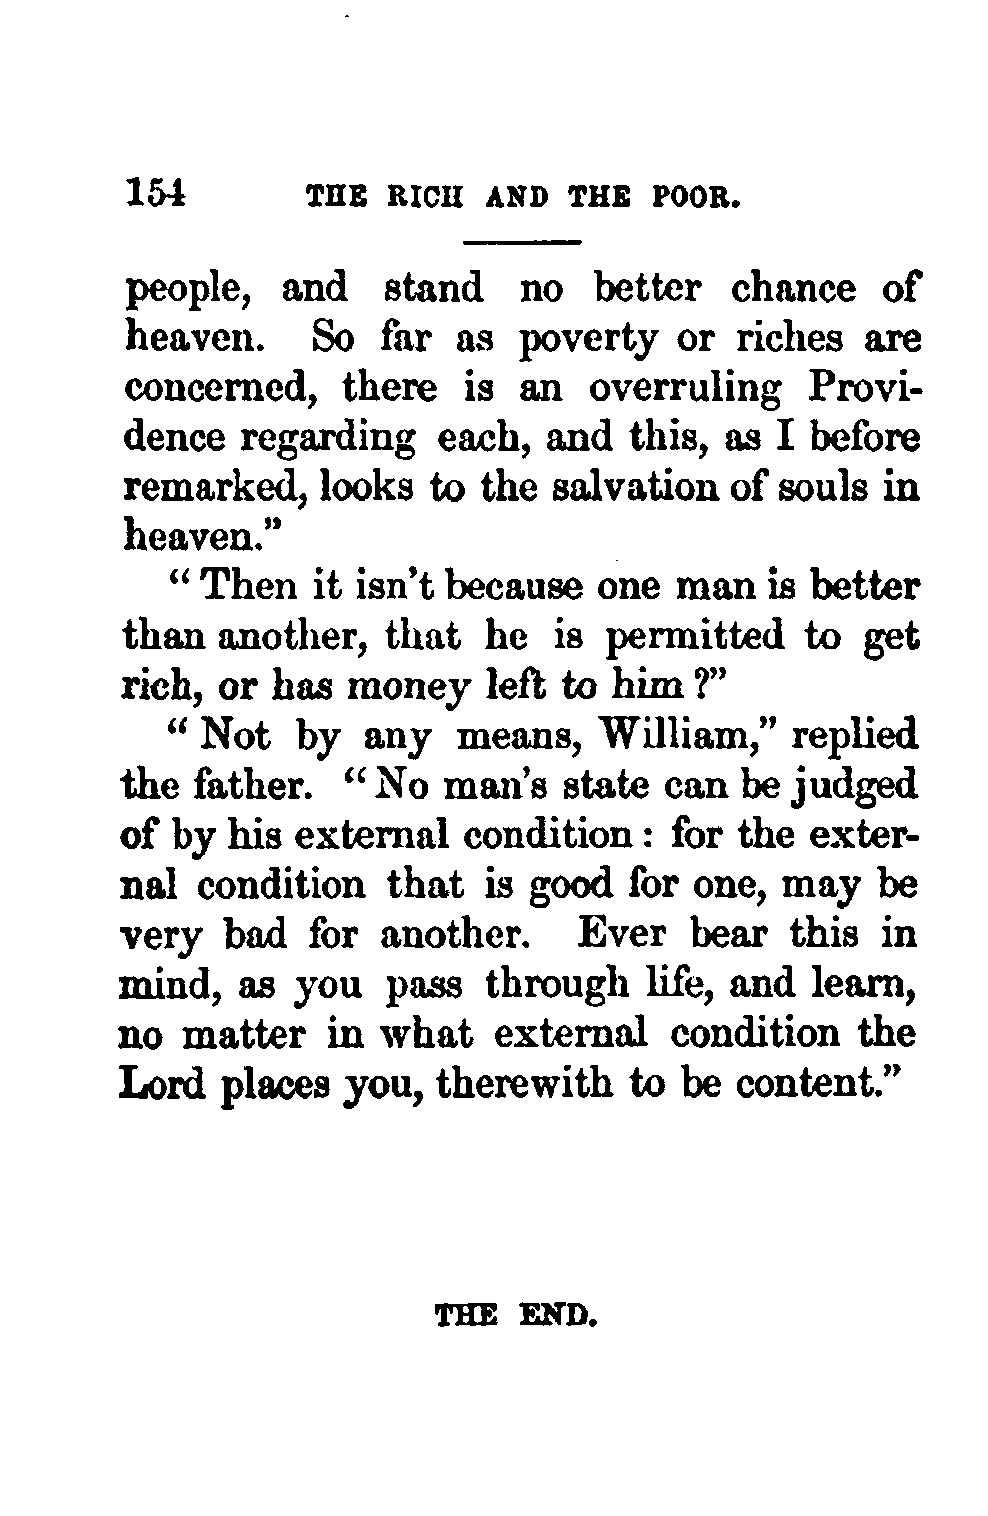 154 THE RICH AND THE POOR.
people, and stand no better chance of
heaven. So far as poverty or riches are
concerned, there is an overruling Provi-
dence regarding each, and this, as I before
remarked, looks to the salvation of souls in
heaven.”
“Then it isn’t because one man is better
than another, that he is permitted to get
rich, or has money left to him?”
“Not by any means, William,” replied
the father. “No man’s state can be judged
of by his external condition: for the exter-
nal condition that is good for one, may be
very bad for another. Ever bear this in
mind, as you pass through life, and learn,
no matter in what external condition the
Lord places you, therewith to be content.”
THE END.